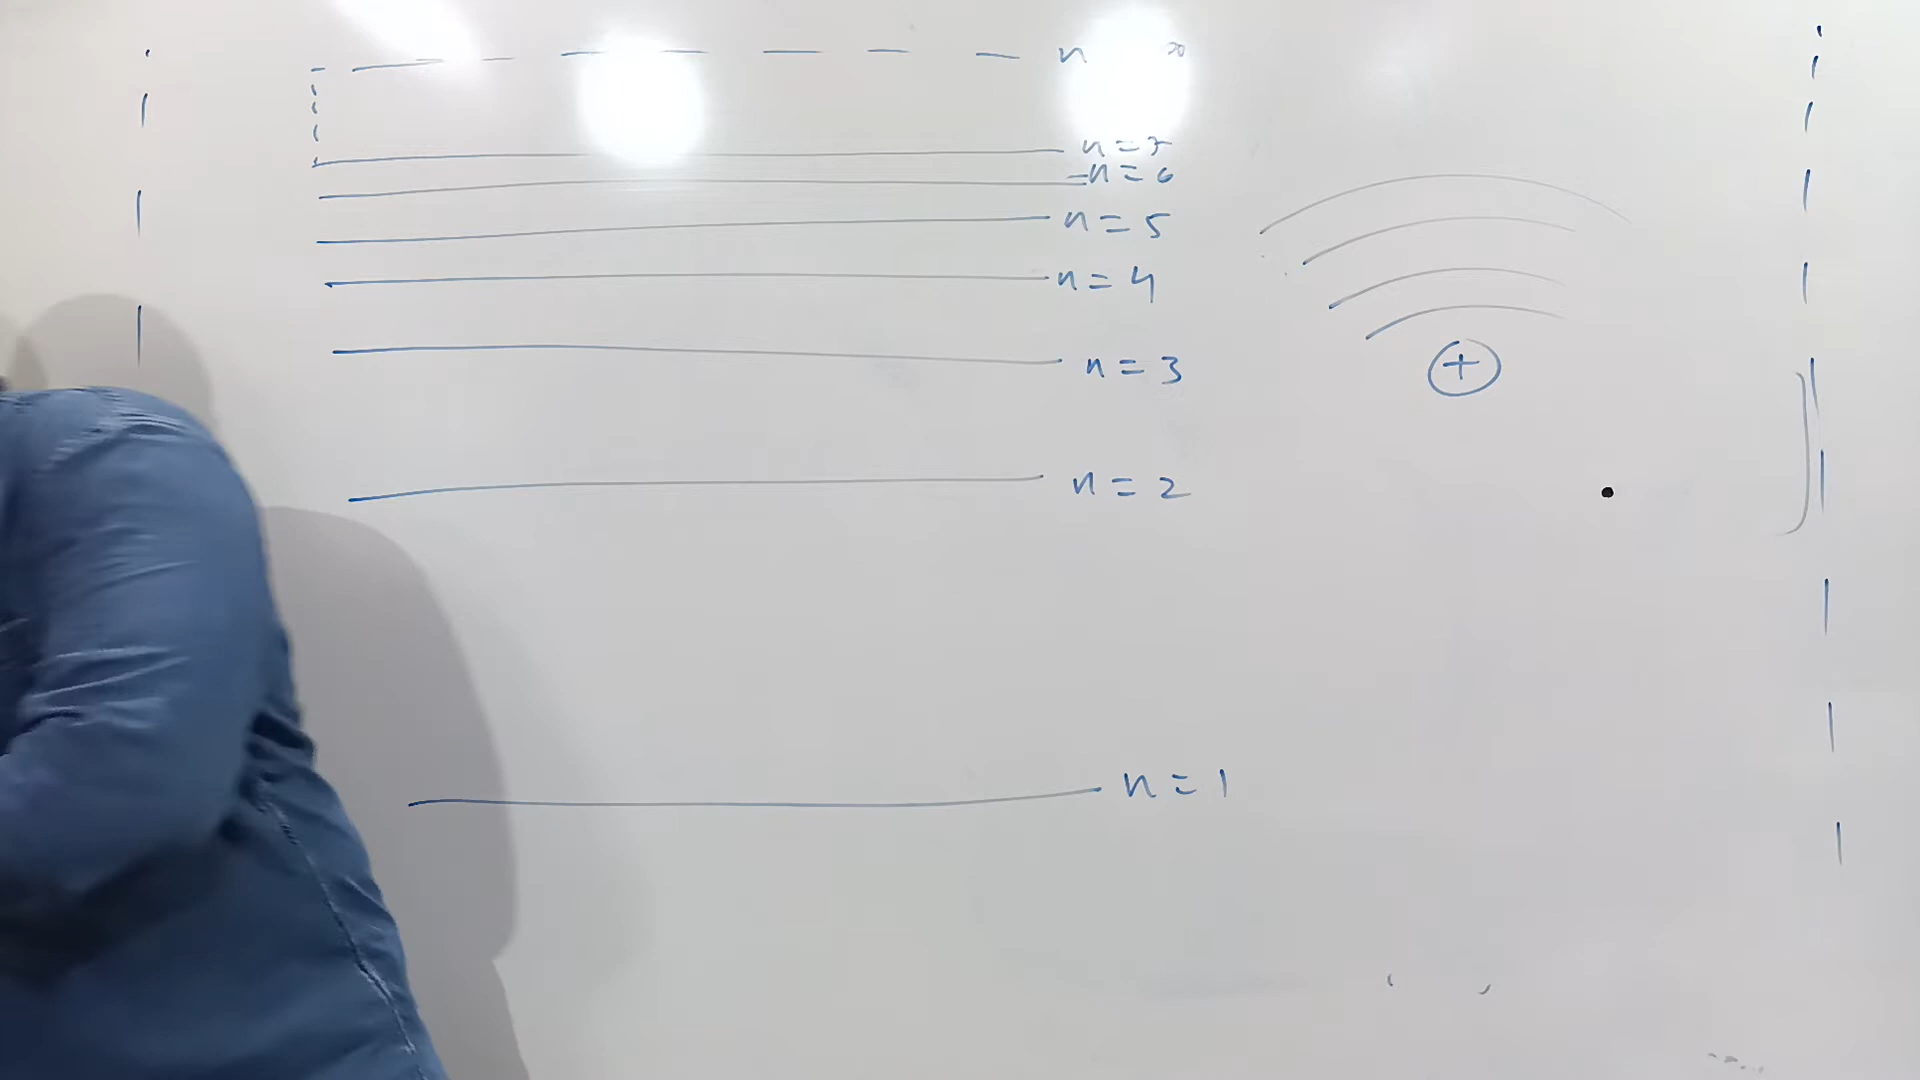 n ∞
n = 7
n = 6
n = 5
n = 4
n = 3
+
n = 2
n = 1